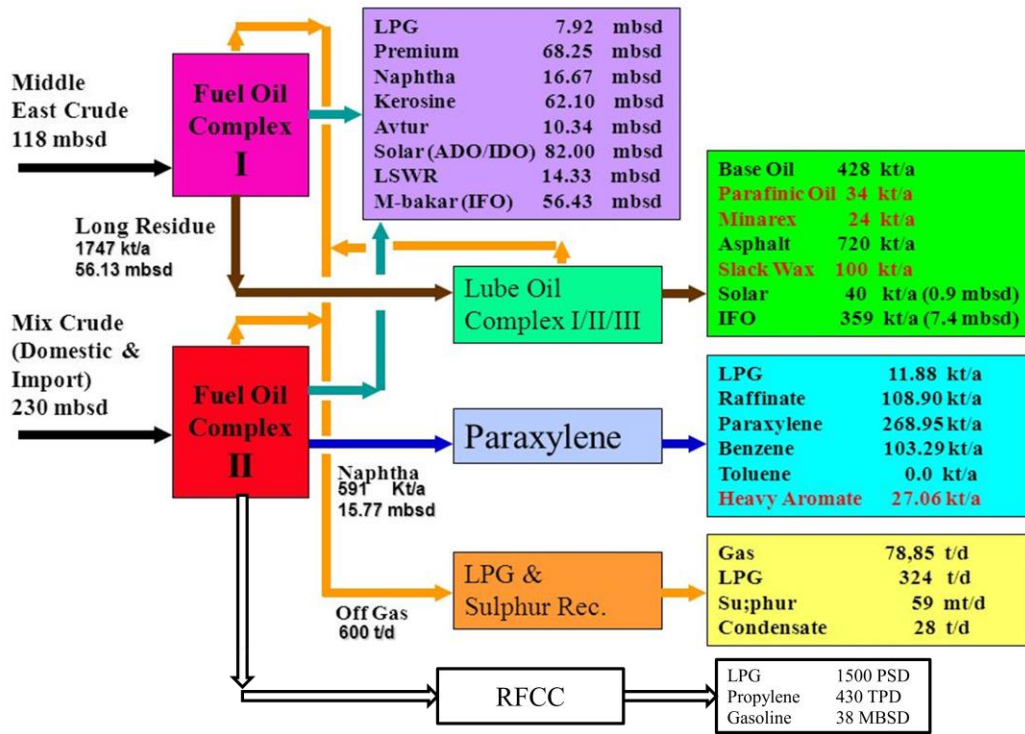 Middle
East Crude
118 mbsd
Fuel Oil
Complex
I
LPG 7.92 mbsd
Premium 68.25 mbsd
Naphtha 16.67 mbsd
Kerosine 62.10 mbsd
Avtur 10.34 mbsd
Solar (ADO/IDO) 82.00 mbsd
LSWR 14.33 mbsd
M-bakar (IFO) 56.43 mbsd
Long Residue
1747 kt/a
56.13 mbsd
Lube Oil
Complex I/II/III
Base Oil 428 kt/a
Parafinic Oil 34 kt/a
Minarex 24 kt/a
Asphalt 720 kt/a
Slack Wax 100 kt/a
Solar 40 kt/a (0.9 mbsd)
IFO 359 kt/a (7.4 mbsd)
Mix Crude
(Domestic &
Import)
230 mbsd
Fuel Oil
Complex
II
Naphtha
591 Kt/a
15.77 mbsd
Paraxylene
LPG 11.88 kt/a
Raffinate 108.90 kt/a
Paraxylene 268.95 kt/a
Benzene 103.29 kt/a
Toluene 0.0 kt/a
Heavy Aromate 27.06 kt/a
Off Gas
600 t/d
LPG &
Sulphur Rec.
Gas 78,85 t/d
LPG 324 t/d
Su;phur 59 mt/d
Condensate 28 t/d
RFCC
LPG 1500 PSD
Propylene 430 TPD
Gasoline 38 MBSD